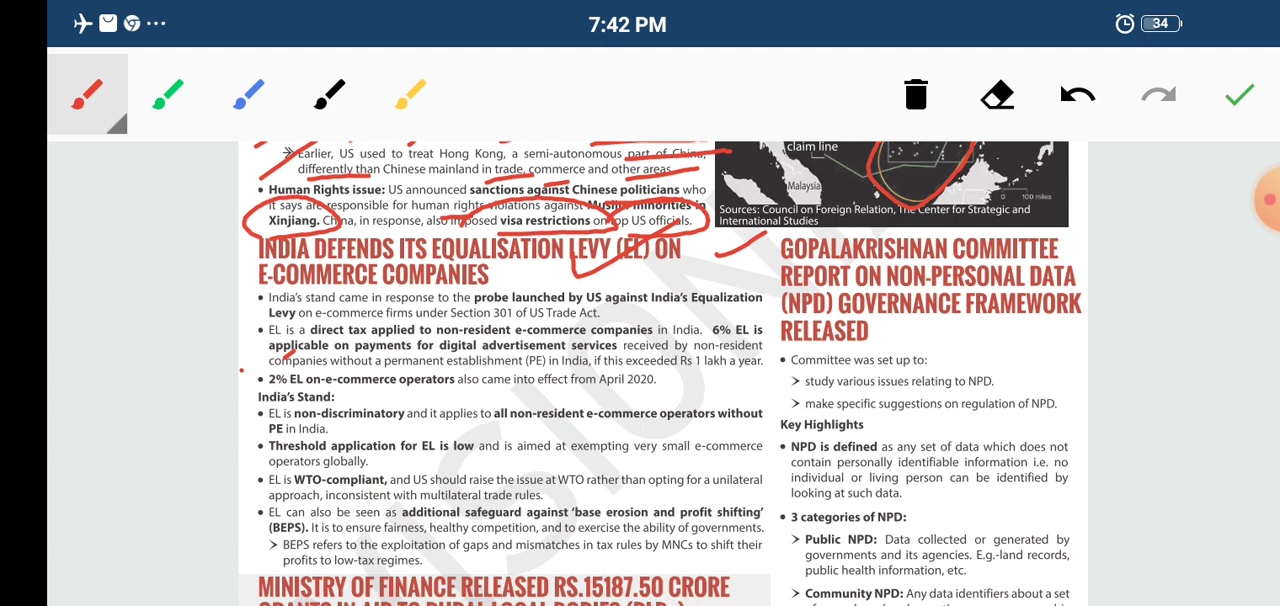 7:42 PM
34
Earlier, US used to treat Hong Kong, a semi-autonomous part of China,
differently than Chinese mainland in trade, commerce and other areas.
• Human Rights issue: US announced sanctions against Chinese politicians who
it says are responsible for human rights violations against Muslim minorities in
Xinjiang. China, in response, also imposed visa restrictions on top US officials.
claim line
Malaysia
0 100 miles
Sources: Council on Foreign Relation, The Center for Strategic and
International Studies
INDIA DEFENDS ITS EQUALISATION LEVY (EL) ON
E-COMMERCE COMPANIES
• India's stand came in response to the probe launched by US against India's Equalization
Levy on e-commerce firms under Section 301 of US Trade Act.
• EL is a direct tax applied to non-resident e-commerce companies in India. 6% EL is
applicable on payments for digital advertisement services received by non-resident
companies without a permanent establishment (PE) in India, if this exceeded Rs 1 lakh a year.
• 2% EL on-e-commerce operators also came into effect from April 2020.
India's Stand:
• EL is non-discriminatory and it applies to all non-resident e-commerce operators without
PE in India.
• Threshold application for EL is low and is aimed at exempting very small e-commerce
operators globally.
• EL is WTO-compliant, and US should raise the issue at WTO rather than opting for a unilateral
approach, inconsistent with multilateral trade rules.
• EL can also be seen as additional safeguard against 'base erosion and profit shifting'
(BEPS). It is to ensure fairness, healthy competition, and to exercise the ability of governments.
➢ BEPS refers to the exploitation of gaps and mismatches in tax rules by MNCs to shift their
profits to low-tax regimes.
MINISTRY OF FINANCE RELEASED RS.15187.50 CRORE
GRANTS IN AID TO RURAL LOCAL BODIES
GOPALAKRISHNAN COMMITTEE
REPORT ON NON-PERSONAL DATA
(NPD) GOVERNANCE FRAMEWORK
RELEASED
• Committee was set up to:
➢ study various issues relating to NPD.
➢ make specific suggestions on regulation of NPD.
Key Highlights
• NPD is defined as any set of data which does not
contain personally identifiable information i.e. no
individual or living person can be identified by
looking at such data.
• 3 categories of NPD:
➢ Public NPD: Data collected or generated by
governments and its agencies. E.g.-land records,
public health information, etc.
➢ Community NPD: Any data identifiers about a set
VISION